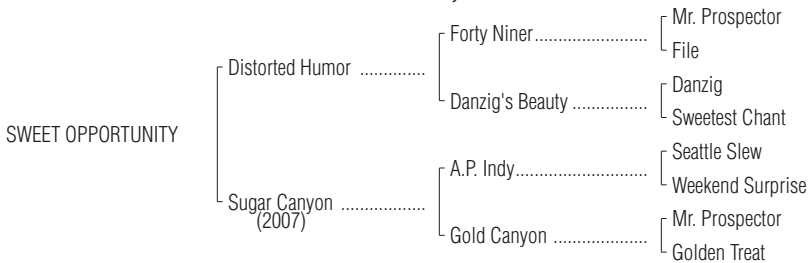 Mr. Prospector
Forty Niner
File
Distorted Humor
Danzig
Danzig's Beauty
Sweetest Chant
SWEET OPPORTUNITY
Seattle Slew
A.P. Indy
Weekend Surprise
Sugar Canyon
(2007)
Mr. Prospector
Gold Canyon
Golden Treat